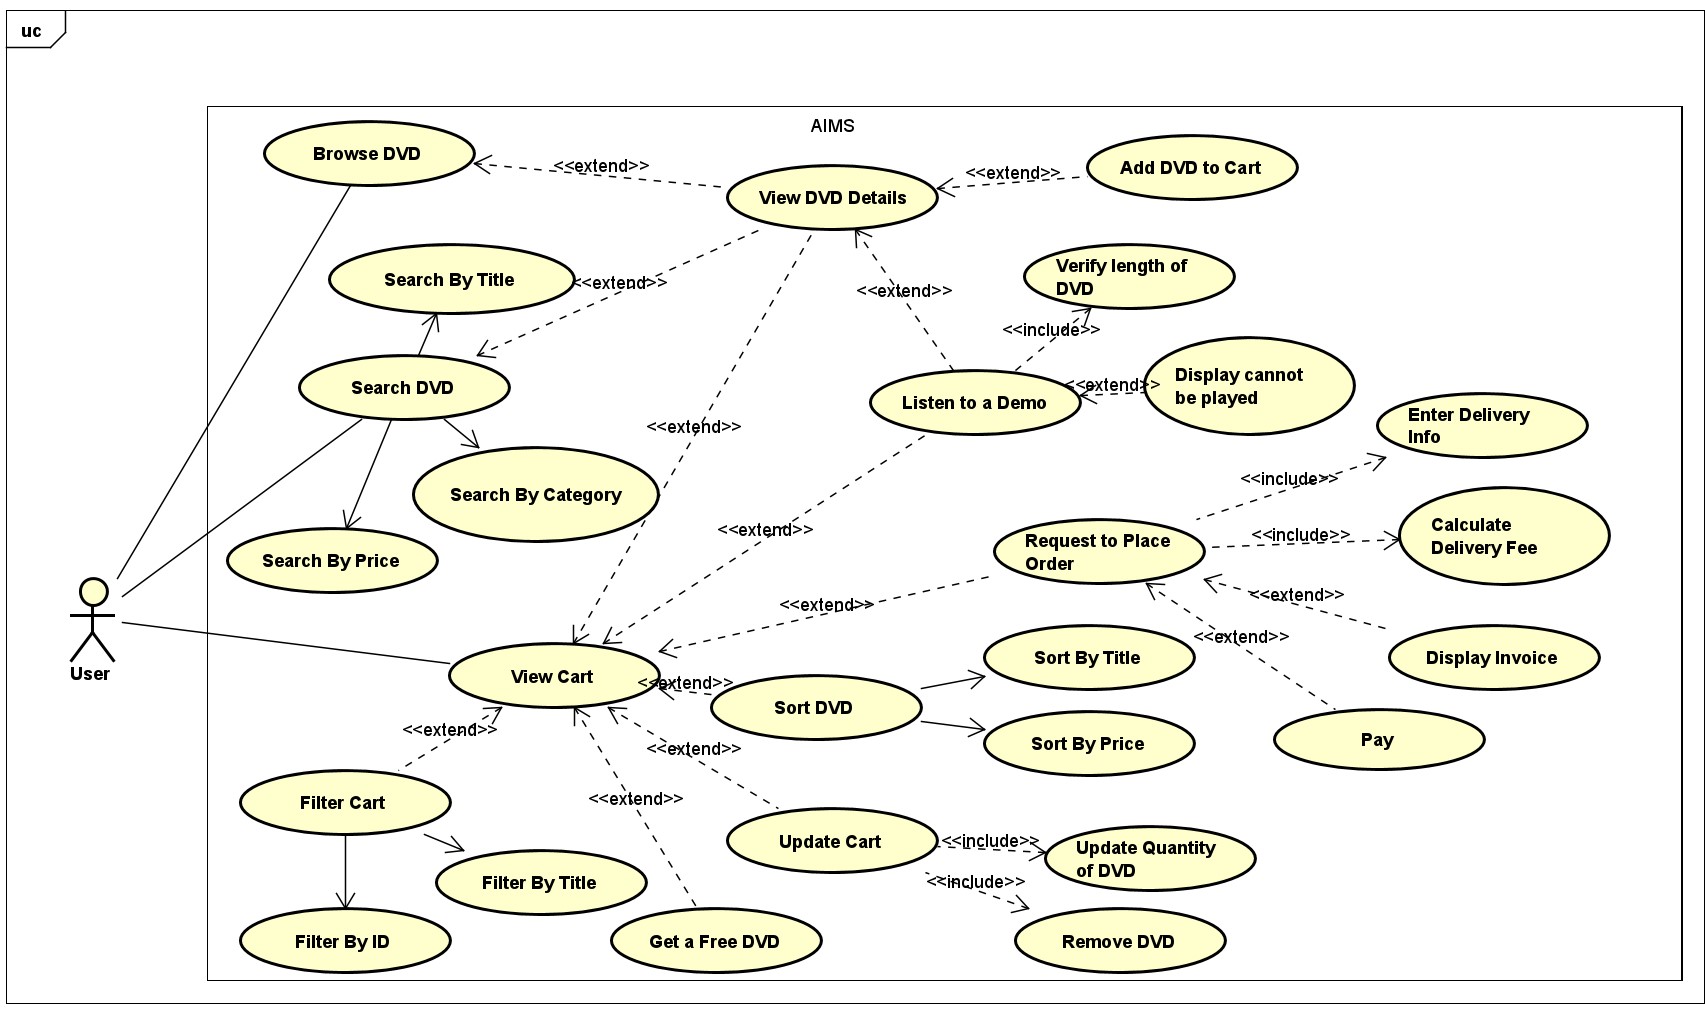 uc
AIMS
Browse DVD
<<extend>>
View DVD Details
<<extend>>
Add DVD to Cart
Search By Title
<<extend>>
<<extend>>
Verify length of
DVD
<<include>>
Search DVD
Listen to a Demo
<<extend>>
Display cannot
be played
<<extend>>
Enter Delivery
Info
Search By Category
<<include>>
<<extend>>
Request to Place
Order
<<include>>
Calculate
Delivery Fee
Search By Price
<<extend>>
<<extend>>
<<extend>>
User
View Cart
<<extend>>
Sort DVD
Sort By Title
Display Invoice
Sort By Price
Pay
<<extend>>
<<extend>>
<<extend>>
Filter Cart
Update Cart
<<include>>
Update Quantity
of DVD
<<include>>
Filter By Title
Filter By ID
Get a Free DVD
Remove DVD